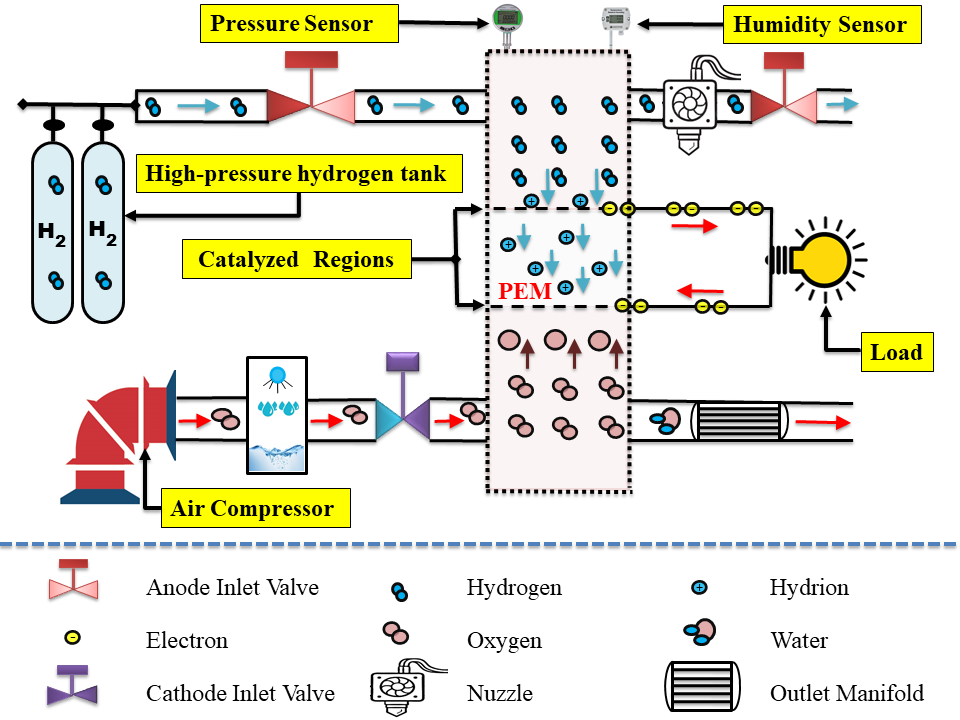 Pressure Sensor
Humidity Sensor
High-pressure hydrogen tank
H2
H2
Catalyzed Regions
PEM
Load
Air Compressor
Anode Inlet Valve
Hydrogen
Hydrion
Electron
Oxygen
Water
Cathode Inlet Valve
Nuzzle
Outlet Manifold